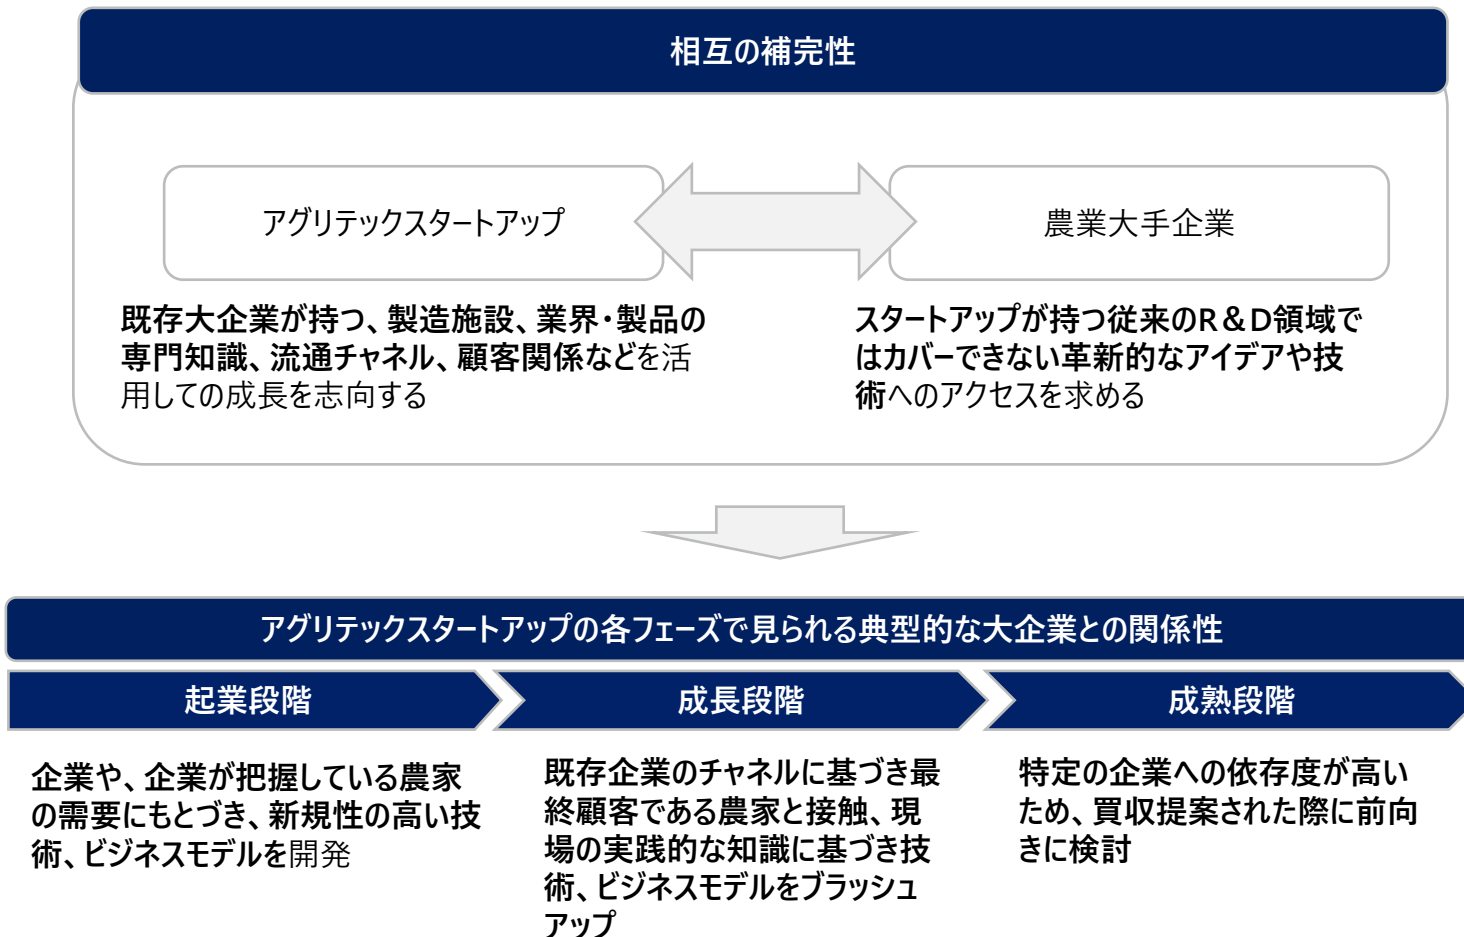 相互の補完性
アグリテックスタートアップ
農業大手企業
既存大企業が持つ、製造施設、業界・製品の
専門知識、流通チャネル、顧客関係などを活
用しての成長を志向する
スタートアップが持つ従来のR＆D領域で
はカバーできない革新的なアイデアや技
術へのアクセスを求める
アグリテックスタートアップの各フェーズで見られる典型的な大企業との関係性
起業段階
成長段階
成熟段階
企業や、企業が把握している農家
の需要にもとづき、新規性の高い技
術、ビジネスモデルを開発
既存企業のチャネルに基づき最
終顧客である農家と接触、現
場の実践的な知識に基づき技
術、ビジネスモデルをブラッシュ
アップ
特定の企業への依存度が高い
ため、買収提案された際に前向
きに検討